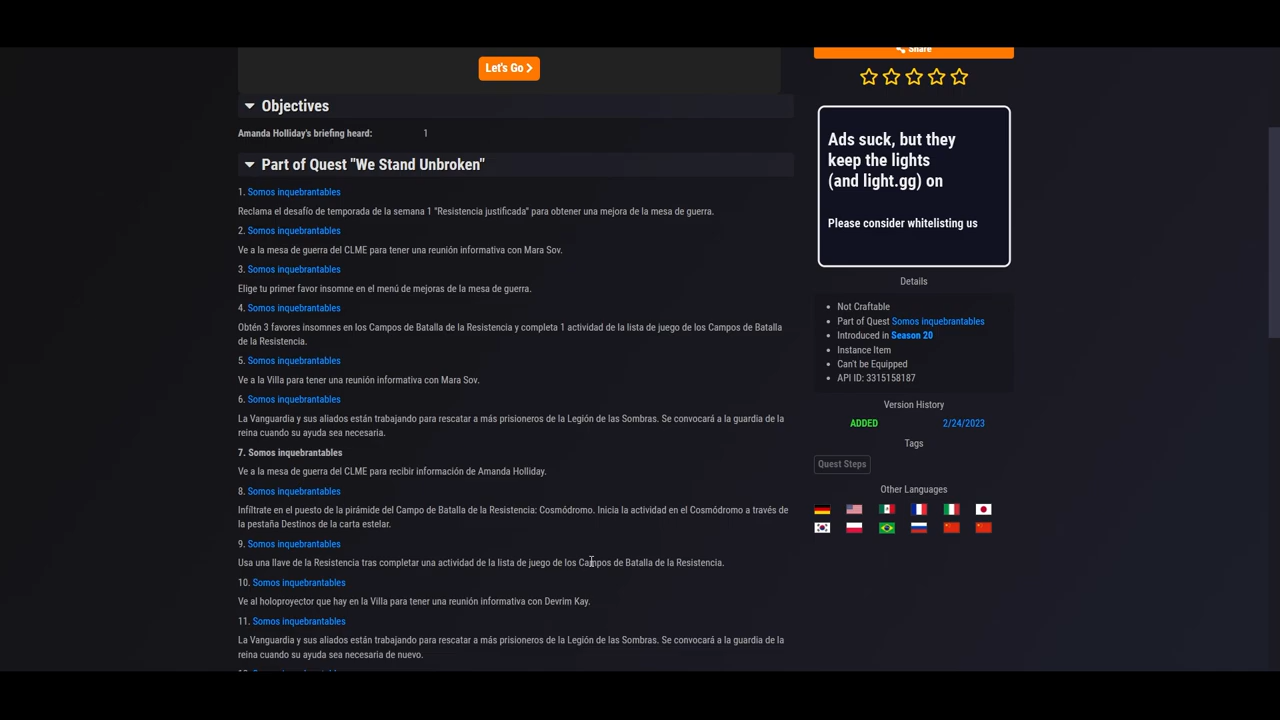 Let's Go
Objectives
Amanda Holliday's briefing heard: 1
Part of Quest "We Stand Unbroken"
1. Somos inquebrantables
Reclama el desafío de temporada de la semana 1 "Resistencia justificada" para obtener una mejora de la mesa de guerra.
2. Somos inquebrantables
Ve a la mesa de guerra del CLME para tener una reunión informativa con Mara Sov.
3. Somos inquebrantables
Elige tu primer favor insomne en el menú de mejoras de la mesa de guerra.
4. Somos inquebrantables
Obtén 3 favores insomnes en los Campos de Batalla de la Resistencia y completa 1 actividad de la lista de juego de los Campos de Batalla
de la Resistencia.
5. Somos inquebrantables
Ve a la Villa para tener una reunión informativa con Mara Sov.
6. Somos inquebrantables
La Vanguardia y sus aliados están trabajando para rescatar a más prisioneros de la Legión de las Sombras. Se convocará a la guardia de la
reina cuando su ayuda sea necesaria.
7. Somos inquebrantables
Ve a la mesa de guerra del CLME para recibir información de Amanda Holliday.
8. Somos inquebrantables
Infíltrate en el puesto de la pirámide del Campo de Batalla de la Resistencia: Cosmódromo. Inicia la actividad en el Cosmódromo a través de
la pestaña Destinos de la carta estelar.
9. Somos inquebrantables
Usa una llave de la Resistencia tras completar una actividad de la lista de juego de los Campos de Batalla de la Resistencia.
10. Somos inquebrantables
Ve al holoproyector que hay en la Villa para tener una reunión informativa con Devrim Kay.
11. Somos inquebrantables
La Vanguardia y sus aliados están trabajando para rescatar a más prisioneros de la Legión de las Sombras. Se convocará a la guardia de la
reina cuando su ayuda sea necesaria de nuevo.
Share
Ads suck, but they
keep the lights
(and light.gg) on
Please consider whitelisting us
Details
Not Craftable
Part of Quest Somos inquebrantables
Introduced in Season 20
Instance Item
Can't be Equipped
API ID: 3315158187
Version History
ADDED 2/24/2023
Tags
Quest Steps
Other Languages